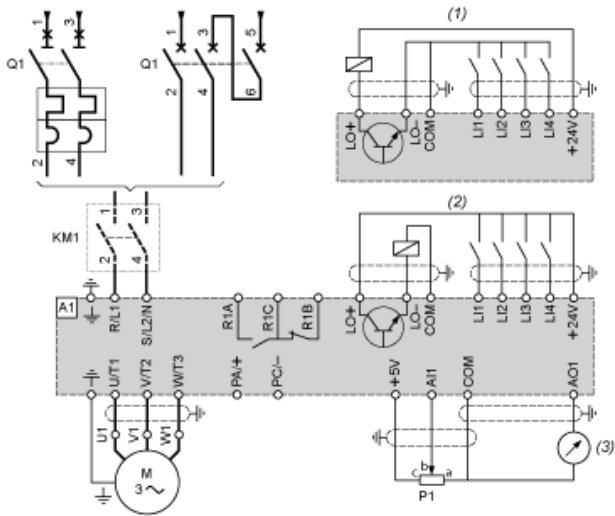 (1)
1 3
Q1
2 4
1 3 5
Q1
2 4 6
LO+ LO– COM LI1 LI2 LI3 LI4 +24V
(2)
1 3
KM1
2 4
A1
R/L1 S/L2/N R1A R1C R1B LO+ LO– COM LI1 LI2 LI3 LI4 +24V
U/T1 V/T2 W/T3 PA/+ PC/– +5V AI1 COM AO1
U1 V1 W1
(3)
c b a
P1
M
3 ~